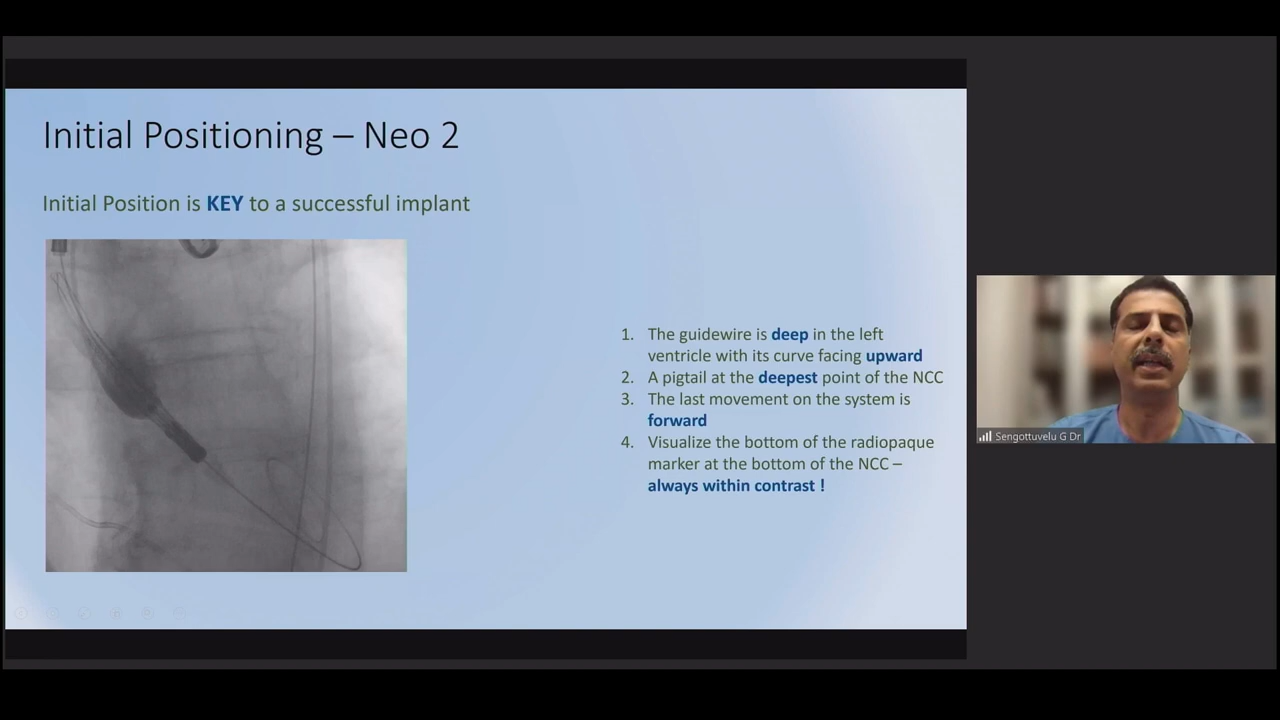 Initial Positioning – Neo 2
Initial Position is KEY to a successful implant
1. The guidewire is deep in the left
ventricle with its curve facing upward
2. A pigtail at the deepest point of the NCC
3. The last movement on the system is
forward
4. Visualize the bottom of the radiopaque
marker at the bottom of the NCC –
always within contrast !
Sengottuvelu G Dr